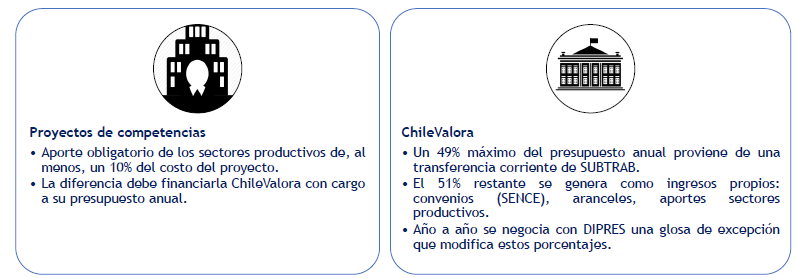 Proyectos de competencias
• Aporte obligatorio de los sectores productivos de, al
menos, un 10% del costo del proyecto.
• La diferencia debe financiarla ChileValora con cargo
a su presupuesto anual.
ChileValora
• Un 49% máximo del presupuesto anual proviene de una
transferencia corriente de SUBTRAB.
• El 51% restante se genera como ingresos propios:
convenios (SENCE), aranceles, aportes sectores
productivos.
• Año a año se negocia con DIPRES una glosa de excepción
que modifica estos porcentajes.